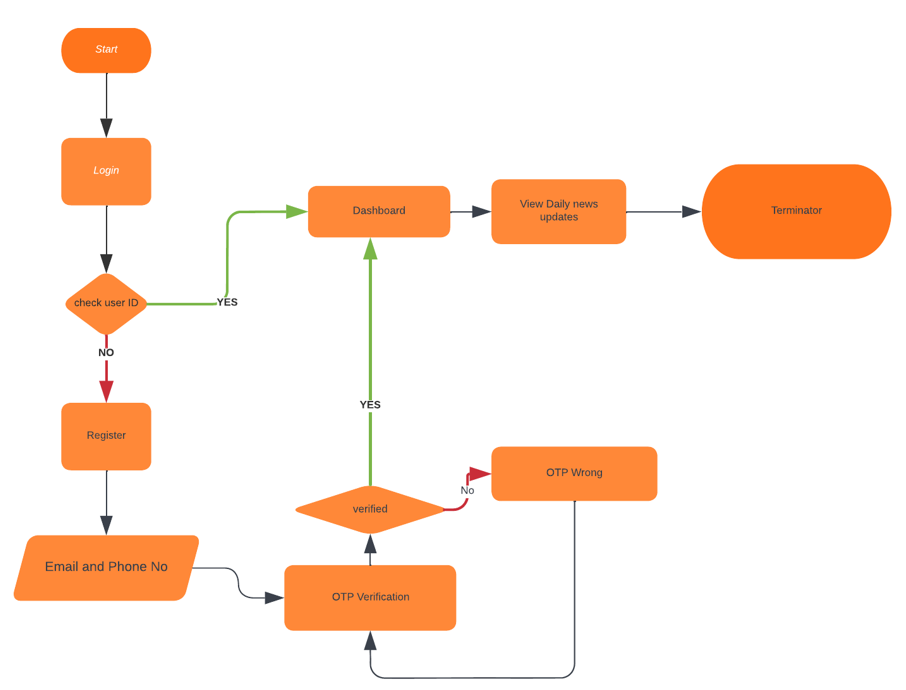 Start
Login
check user ID
YES
NO
Dashboard
View Daily news
updates
Terminator
Register
Email and Phone No
OTP Verification
verified
YES
No
OTP Wrong